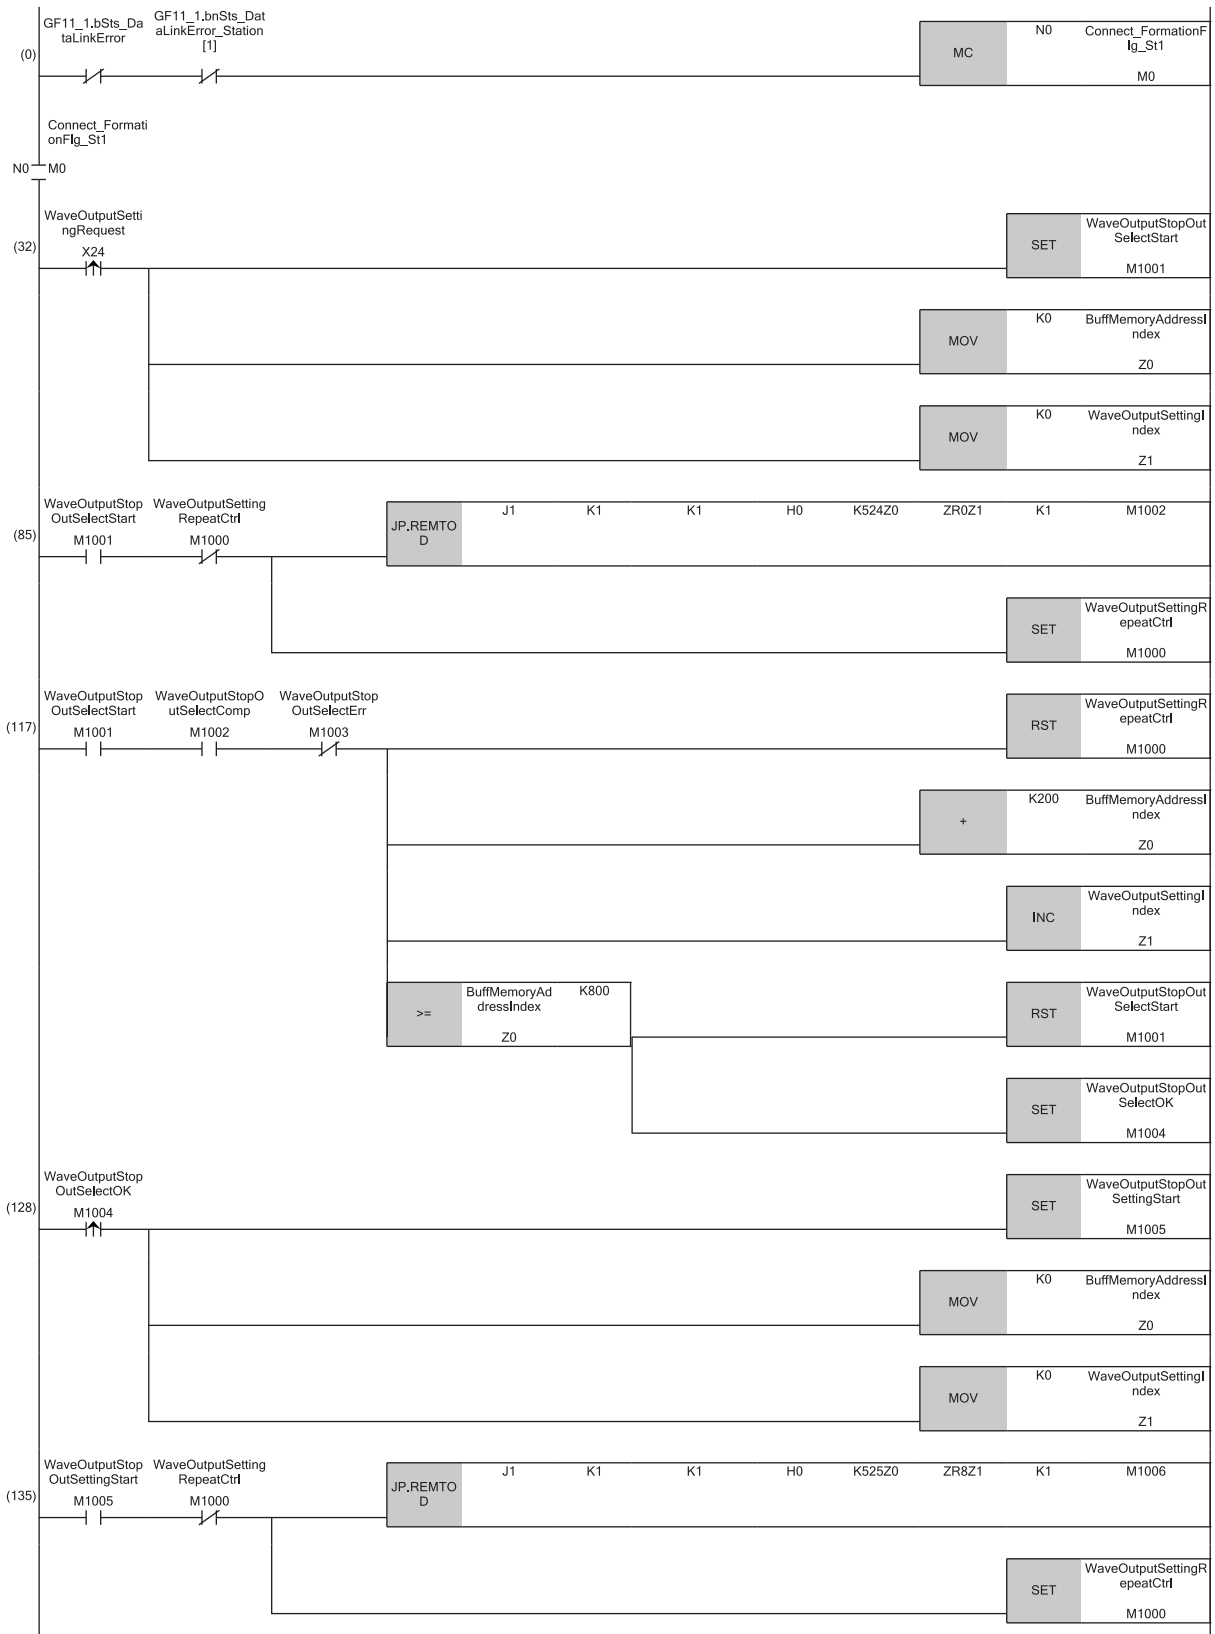 GF11_1.bSts_Da
taLinkError
GF11_1.bnSts_Dat
aLinkError_Station
[1]
(0)
MC
N0
Connect_FormationF
lg_St1
M0
Connect_Formati
onFlg_St1
N0
M0
WaveOutputSetti
ngRequest
(32)
X24
SET
WaveOutputStopOut
SelectStart
M1001
MOV
K0
BuffMemoryAddressI
ndex
Z0
MOV
K0
WaveOutputSettingI
ndex
Z1
WaveOutputStop
OutSelectStart
WaveOutputSetting
RepeatCtrl
(85)
M1001
M1000
JP.REMTO
D
J1
K1
K1
H0
K524Z0
ZR0Z1
K1
M1002
SET
WaveOutputSettingR
epeatCtrl
M1000
WaveOutputStop
OutSelectStart
WaveOutputStopO
utSelectComp
WaveOutputStop
OutSelectErr
(117)
M1001
M1002
M1003
RST
WaveOutputSettingR
epeatCtrl
M1000
+
K200
BuffMemoryAddressI
ndex
Z0
INC
WaveOutputSettingI
ndex
Z1
>=
BuffMemoryAd
dressIndex
Z0
K800
RST
WaveOutputStopOut
SelectStart
M1001
SET
WaveOutputStopOut
SelectOK
M1004
WaveOutputStop
OutSelectOK
(128)
M1004
SET
WaveOutputStopOut
SettingStart
M1005
MOV
K0
BuffMemoryAddressI
ndex
Z0
MOV
K0
WaveOutputSettingI
ndex
Z1
WaveOutputStop
OutSettingStart
WaveOutputSetting
RepeatCtrl
(135)
M1005
M1000
JP.REMTO
D
J1
K1
K1
H0
K525Z0
ZR8Z1
K1
M1006
SET
WaveOutputSettingR
epeatCtrl
M1000